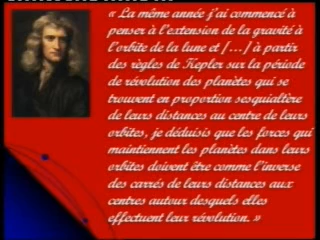 « La même année j'ai commencé à
penser à l'extension de la gravité à
l'orbite de la lune et [...] à partir
des règles de Kepler sur la période
de révolution des planètes qui se
trouvent en proportion sesquialtère
de leurs distances au centre de leurs
orbites, je déduisis que les forces qui
maintiennent les planètes dans leurs
orbites doivent être comme l'inverse
des carrés de leurs distances aux
centres autour desquels elles
effectuent leur révolution. »